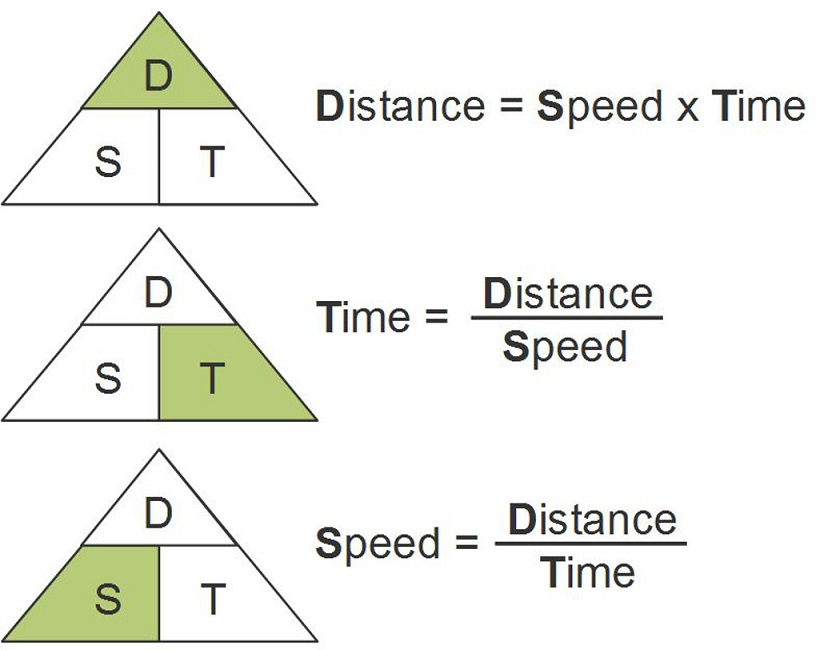 D
S T
Distance = Speed x Time
D
S T
Time = Distance
Speed
D
S T
Speed = Distance
Time